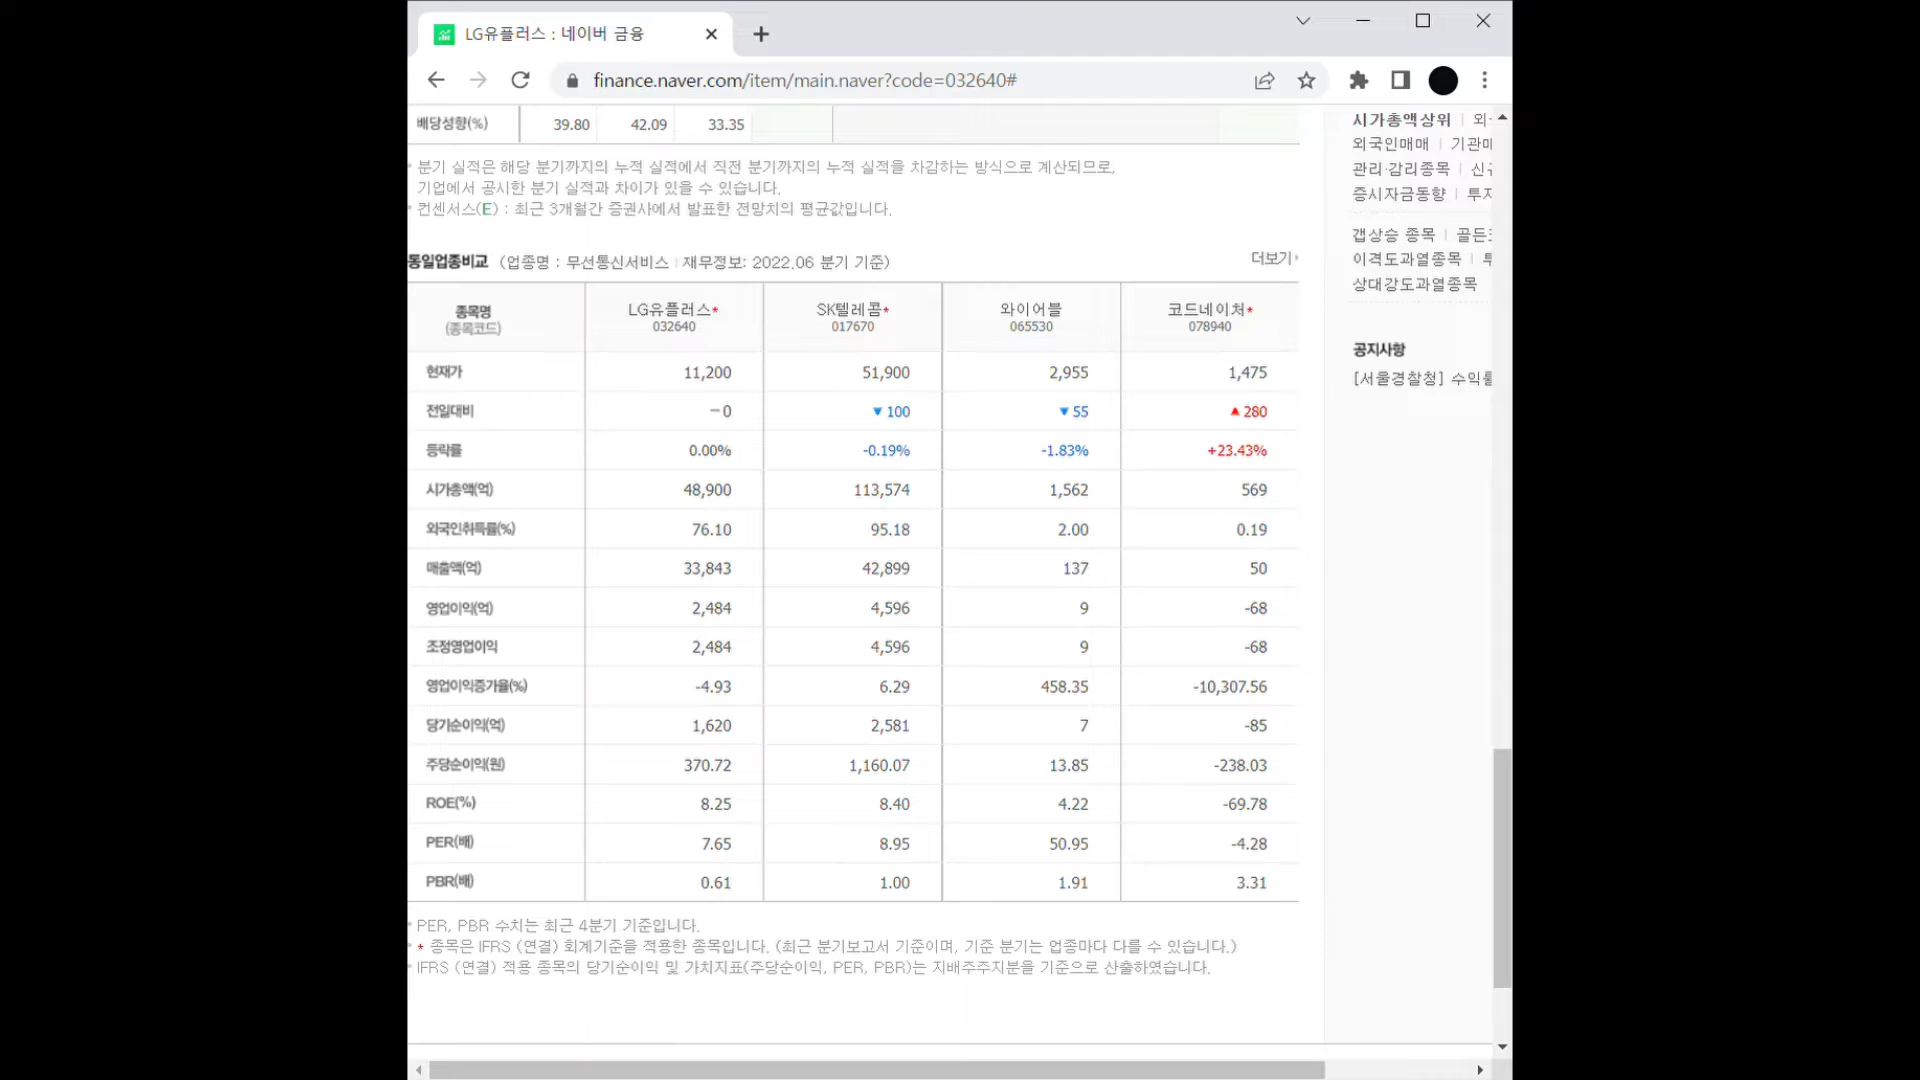 LG유플러스 : 네이버 금융
finance.naver.com/item/main.naver?code=032640#
배당성향(%) 39.80 42.09 33.35
분기 실적은 해당 분기까지의 누적 실적에서 직전 분기까지의 누적 실적을 차감하는 방식으로 계산되므로,
기업에서 공시한 분기 실적과 차이가 있을 수 있습니다.
컨센서스(E) : 최근 3개월간 증권사에서 발표한 전망치의 평균값입니다.
동일업종비교 (업종명 : 무선통신서비스 | 재무정보: 2022.06 분기 기준) 더보기
종목명 LG유플러스* SK텔레콤* 와이어블 코드네이처*
(종목코드) 032640 017670 065530 078940
현재가 11,200 51,900 2,955 1,475
전일대비 0 ▼100 ▼55 ▲280
등락률 0.00% -0.19% -1.83% +23.43%
시가총액(억) 48,900 113,574 1,562 569
외국인취득률(%) 76.10 95.18 2.00 0.19
매출액(억) 33,843 42,899 137 50
영업이익(억) 2,484 4,596 9 -68
조정영업이익 2,484 4,596 9 -68
영업이익증가율(%) -4.93 6.29 458.35 -10,307.56
당기순이익(억) 1,620 2,581 7 -85
주당순이익(원) 370.72 1,160.07 13.85 -238.03
ROE(%) 8.25 8.40 4.22 -69.78
PER(배) 7.65 8.95 50.95 -4.28
PBR(배) 0.61 1.00 1.91 3.31
PER, PBR 수치는 최근 4분기 기준입니다.
* 종목은 IFRS (연결) 회계기준을 적용한 종목입니다. (최근 분기보고서 기준이며, 기준 분기는 업종마다 다를 수 있습니다.)
IFRS (연결) 적용 종목의 당기순이익 및 가치지표(주당순이익, PER, PBR)는 지배주주지분을 기준으로 산출하였습니다.
시가총액상위 | 외
외국인매매 | 기관매
관리·감리종목 | 신규
증시자금동향 | 투자
갭상승 종목 | 골든
이격도과열종목 | 투
상대강도과열종목
공지사항
[서울경찰청] 수익률